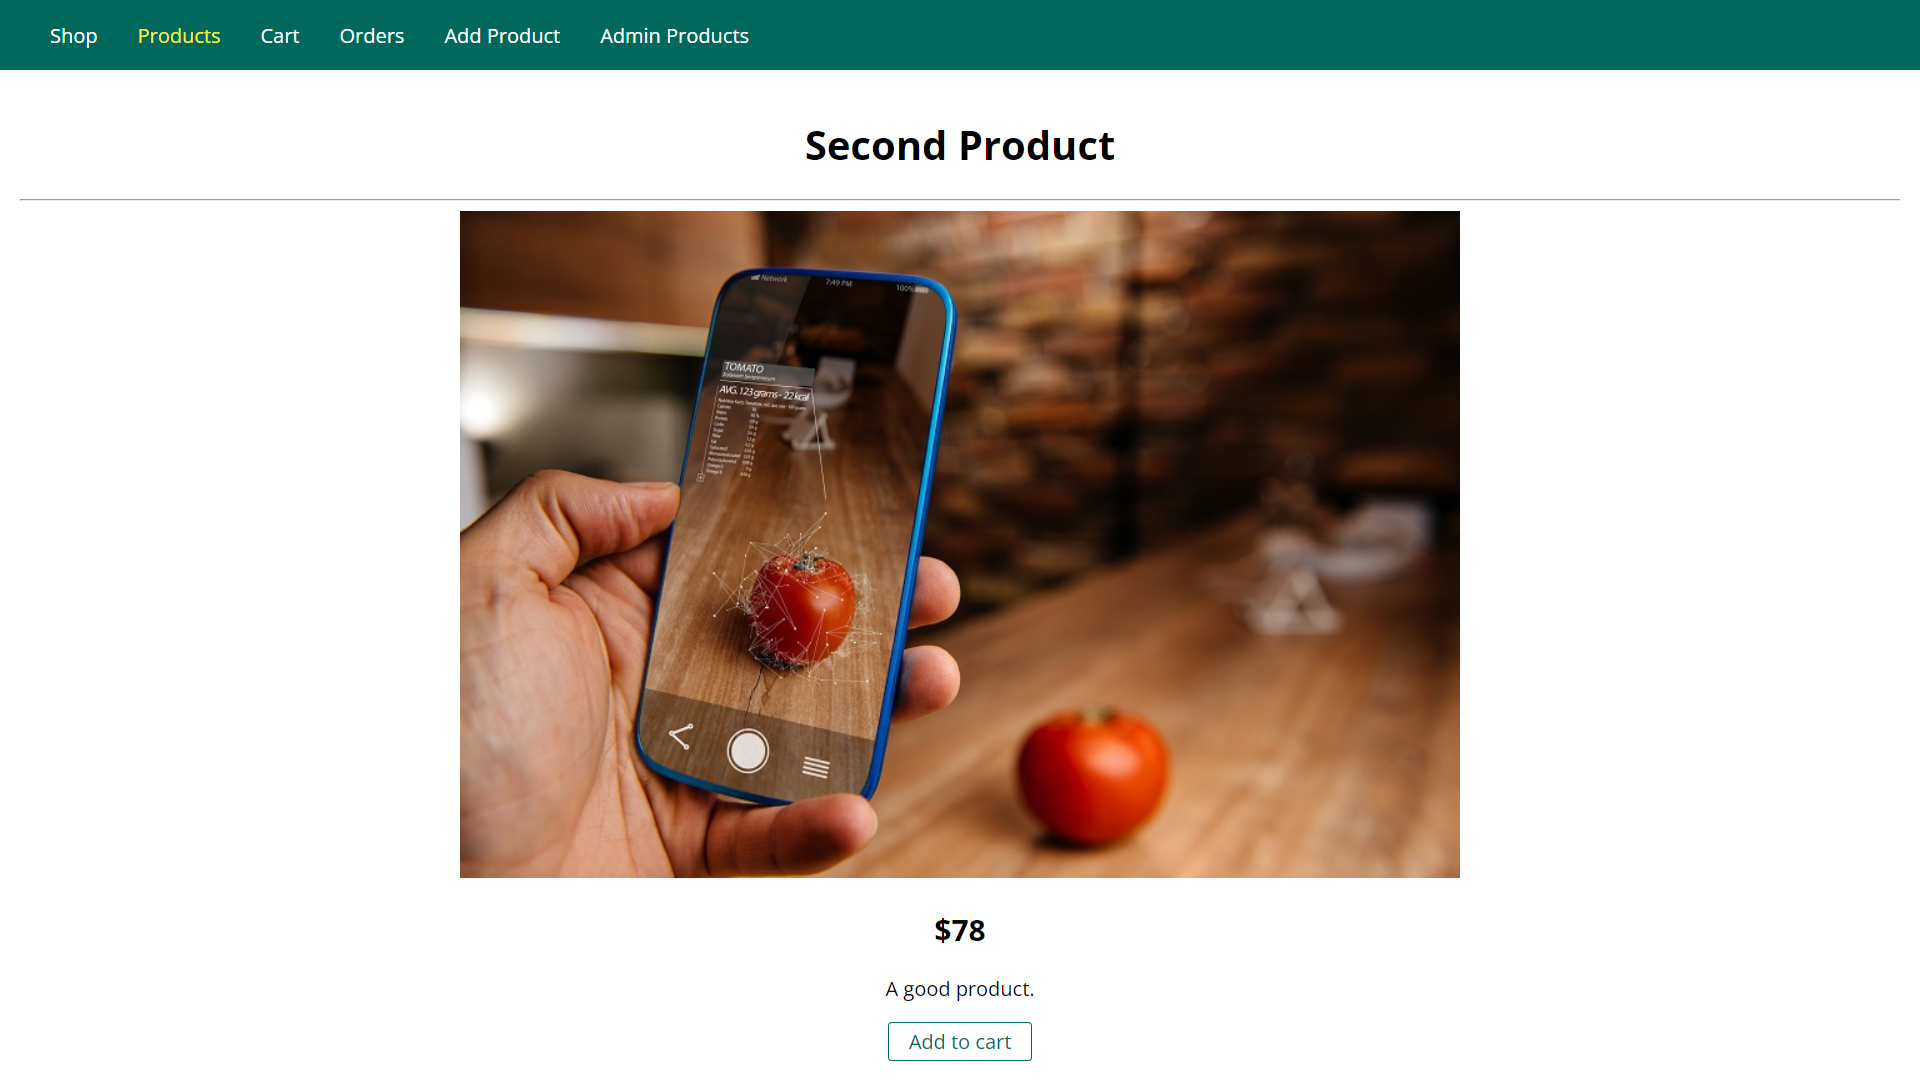 Shop Products Cart Orders Add Product Admin Products
Second Product
Network 7:49 PM 100%
TOMATO
AVG. 123 grams - 22 kcal
$78
A good product.
Add to cart